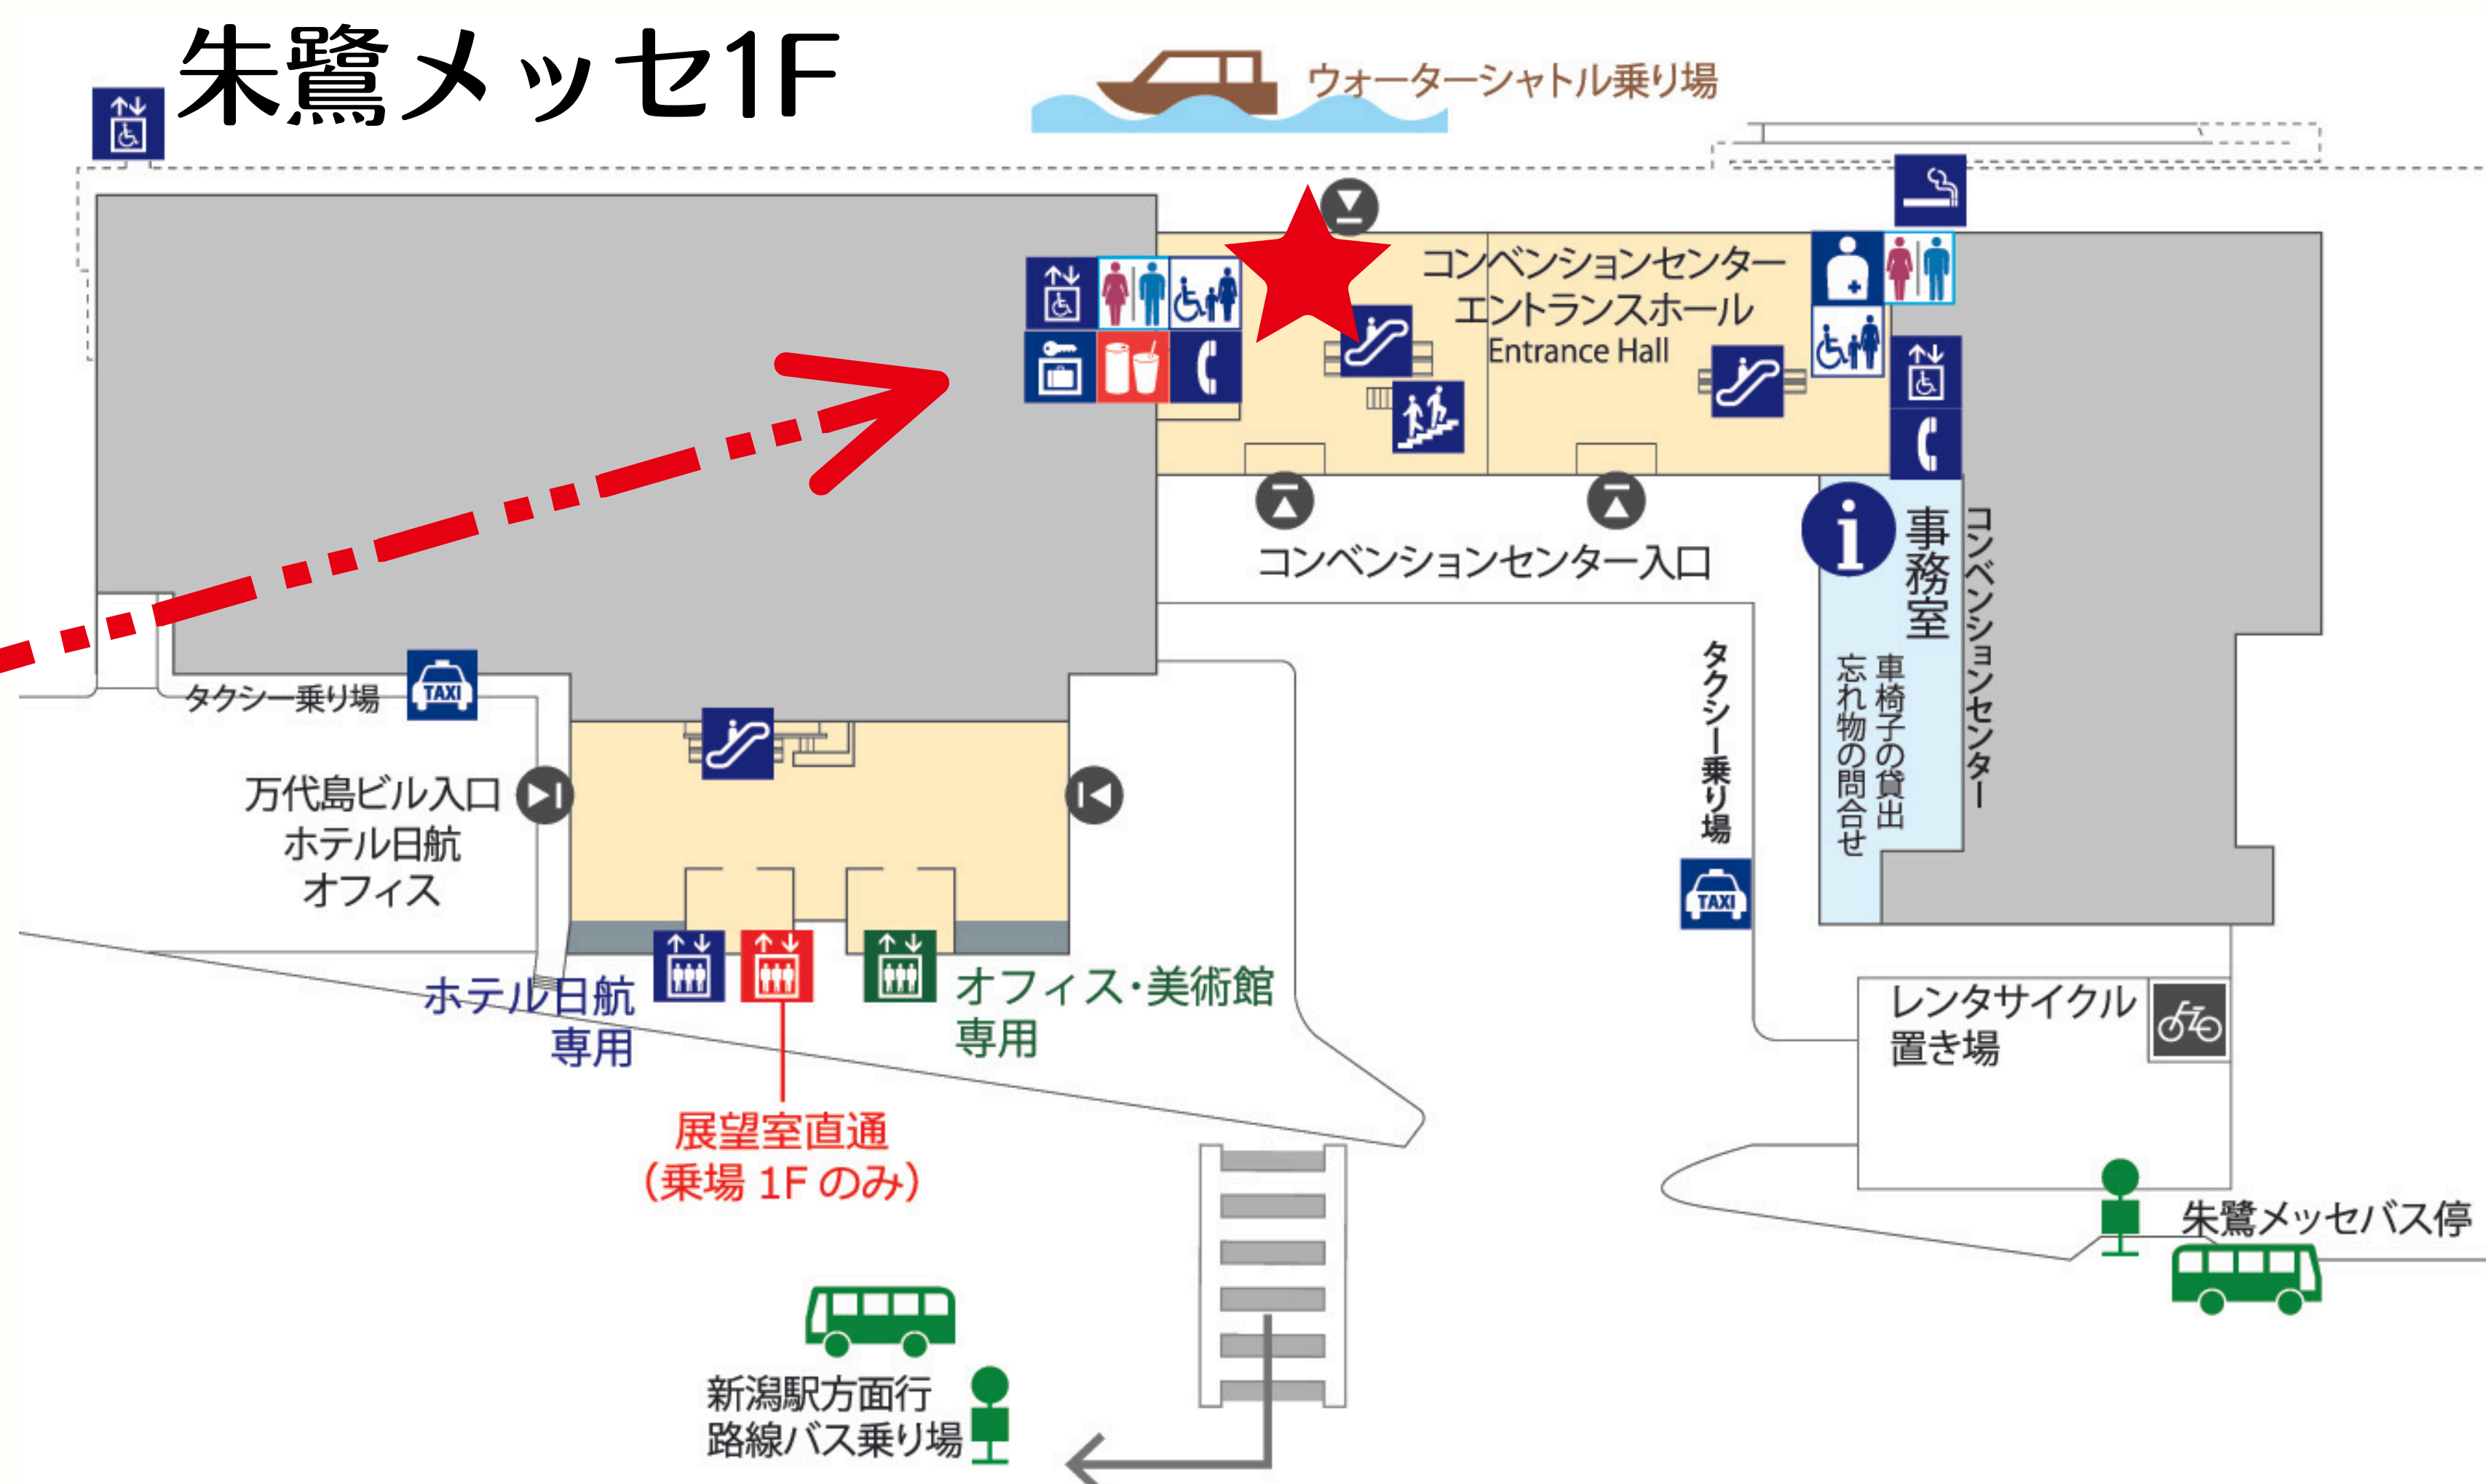 朱鷺メッセ1F
ウォーターシャトル乗り場
コンベンションセンター
エントランスホール
Entrance Hall
コンベンションセンター入口
i
事務室
コンベンションセンター
車椅子の貸出
忘れ物の問合せ
タクシー乗り場
TAXI
タクシー乗り場
TAXI
万代島ビル入口
ホテル日航
オフィス
ホテル日航
専用
オフィス・美術館
専用
展望室直通
（乗場 1F のみ）
レンタサイクル
置き場
朱鷺メッセバス停
新潟駅方面行
路線バス乗り場